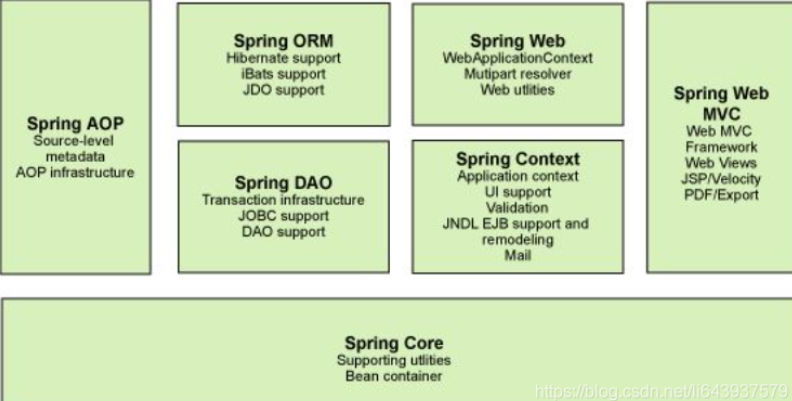 Spring AOP
Source-level
metadata
AOP infrastructure
Spring ORM
Hibernate support
iBats support
JDO support
Spring DAO
Transaction infrastructure
JOBC support
DAO support
Spring Web
WebApplicationContext
Mutipart resolver
Web utlities
Spring Context
Application context
UI support
Validation
JNDL EJB support and
remodeling
Mail
Spring Web
MVC
Web MVC
Framework
Web Views
JSP/Velocity
PDF/Export
Spring Core
Supporting utlities
Bean container
https://blog.csdn.net/li643937579